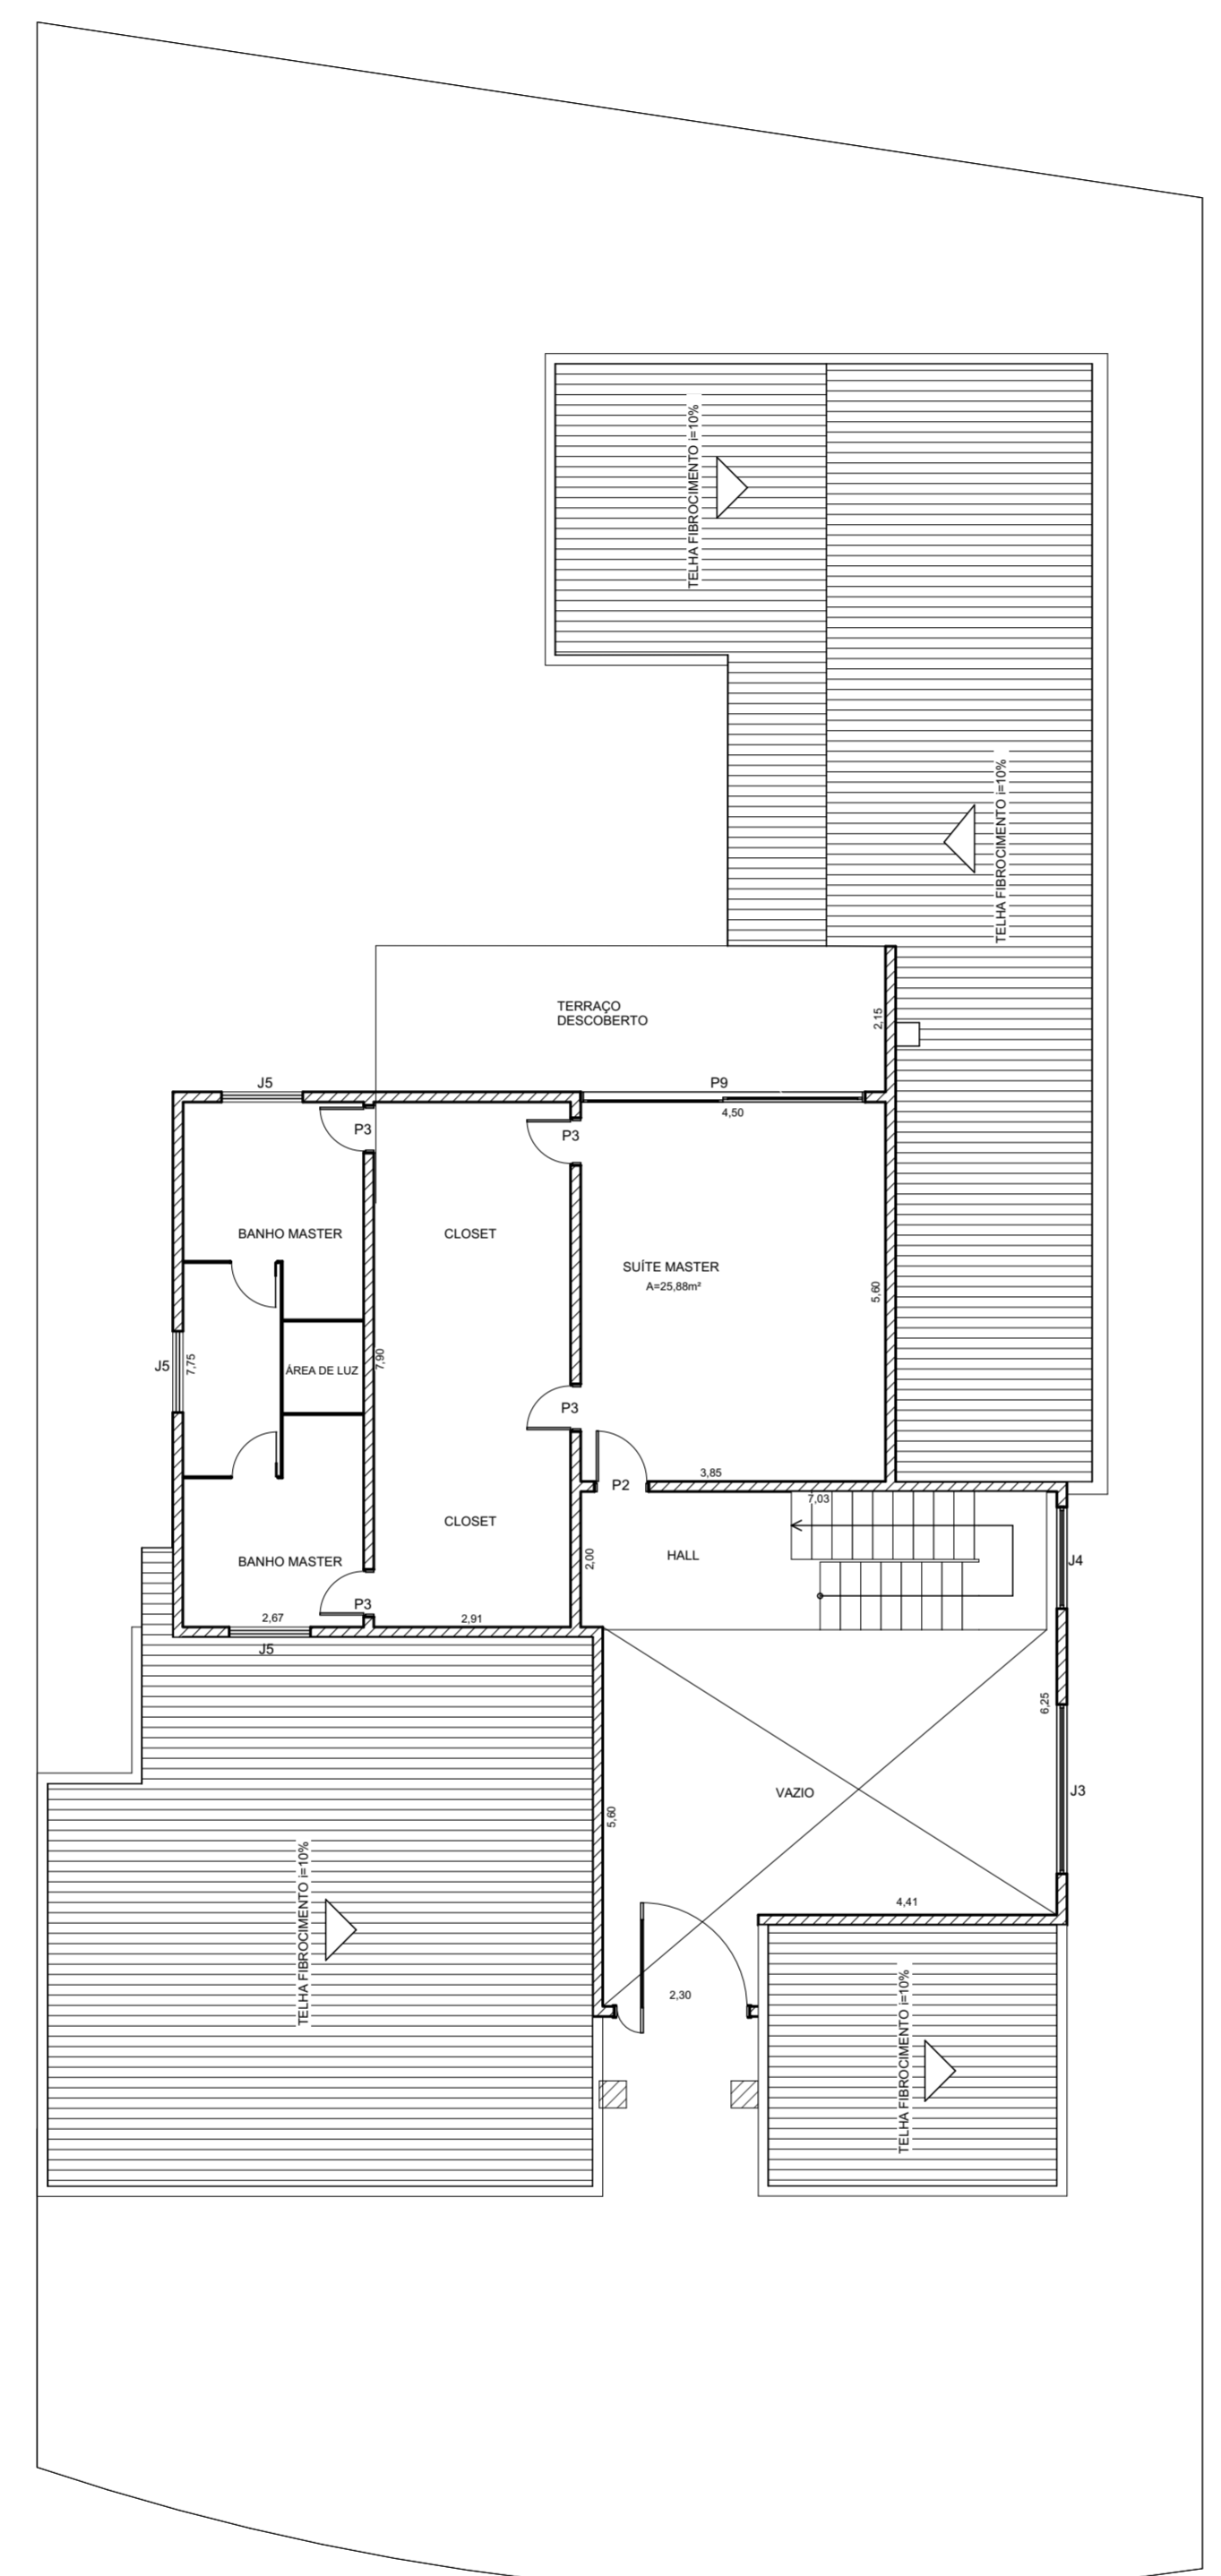 TELHA FIBROCIMENTO i=10%
TELHA FIBROCIMENTO i=10%
TERRAÇO
DESCOBERTO
2,15
J5
P9
4,50
P3
P3
BANHO MASTER
CLOSET
SUÍTE MASTER
A=25,88m²
5,60
J5
7,75
ÁREA DE LUZ
7,90
P3
3,85
P2
7,03
CLOSET
HALL
2,00
BANHO MASTER
J4
P3
2,67
2,91
J5
6,25
VAZIO
J3
5,60
TELHA FIBROCIMENTO i=10%
4,41
2,30
TELHA FIBROCIMENTO i=10%